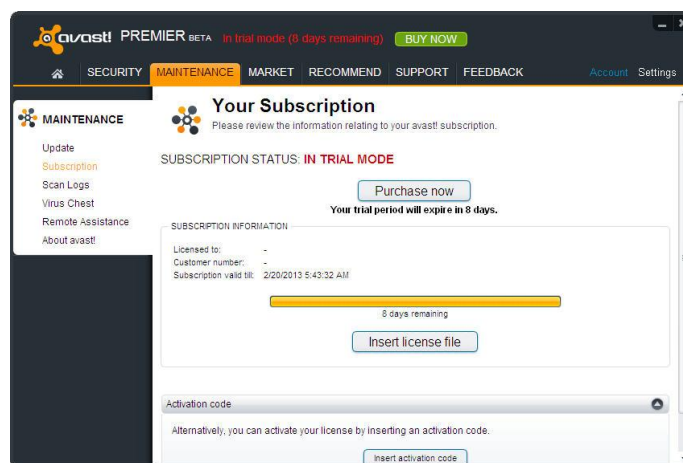 avast! PREMIER BETA In trial mode (8 days remaining) BUY NOW
SECURITY MAINTENANCE MARKET RECOMMEND SUPPORT FEEDBACK Account Settings
MAINTENANCE
Update
Subscription
Scan Logs
Virus Chest
Remote Assistance
About avast!
Your Subscription
Please review the information relating to your avast! subscription.
SUBSCRIPTION STATUS: IN TRIAL MODE
Purchase now
Your trial period will expire in 8 days.
SUBSCRIPTION INFORMATION
Licensed to: -
Customer number: -
Subscription valid till: 2/20/2013 5:43:32 AM
8 days remaining
Insert license file
Activation code
Alternatively, you can activate your license by inserting an activation code.
Insert activation code